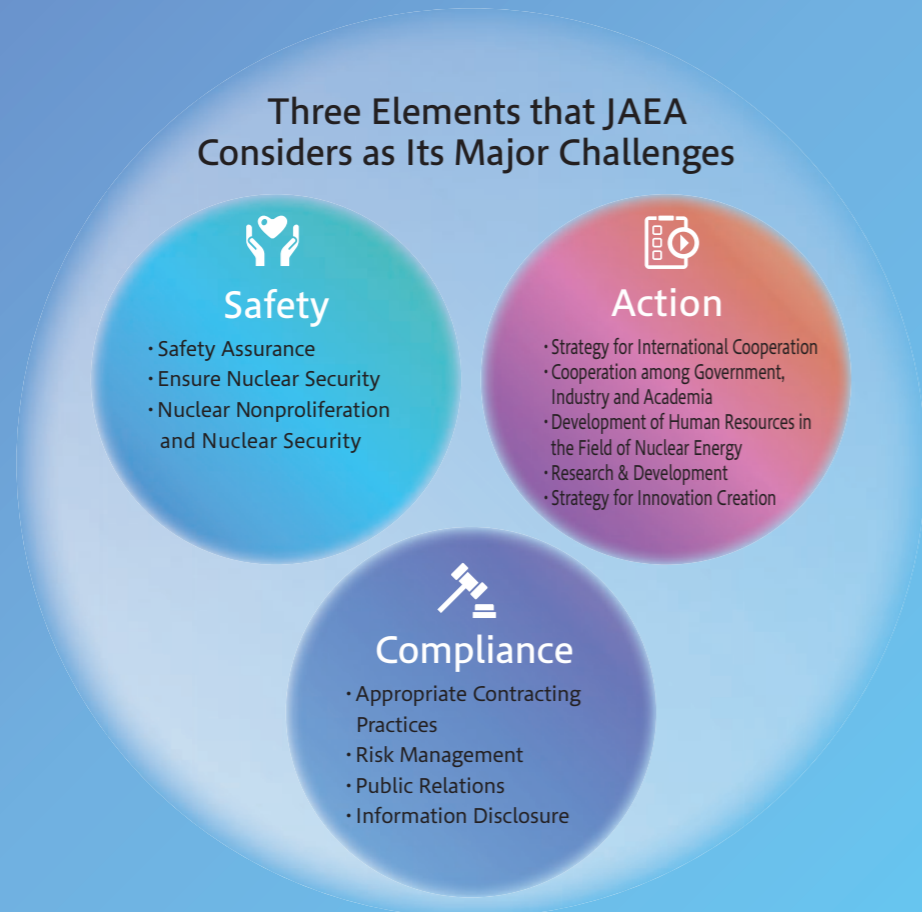 Three Elements that JAEA
Considers as Its Major Challenges
Safety
・Safety Assurance
・Ensure Nuclear Security
・Nuclear Nonproliferation
and Nuclear Security
Action
・Strategy for International Cooperation
・Cooperation among Government,
Industry and Academia
・Development of Human Resources in
the Field of Nuclear Energy
・Research & Development
・Strategy for Innovation Creation
Compliance
・Appropriate Contracting
Practices
・Risk Management
・Public Relations
・Information Disclosure